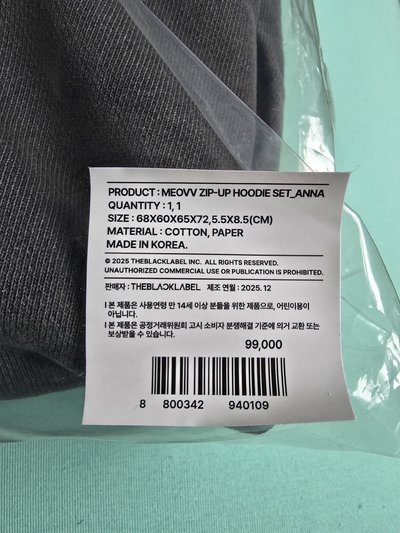 PRODUCT : MEOVV ZIP-UP HOODIE SET_ANNA
QUANTITY : 1, 1
SIZE : 68X60X65X72,5.5X8.5(CM)
MATERIAL : COTTON, PAPER
MADE IN KOREA.
© 2025 THEBLACKLABEL INC. ALL RIGHTS RESERVED.
UNAUTHORIZED COMMERCIAL USE OR PUBLICATION IS PROHIBITED.
판매자 : THEBLACKLABEL 제조 연월 : 2025. 12
I 본 제품은 사용연령 만 14세 이상 분들을 위한 제품으로, 어린이용이
아닙니다.
I 본 제품은 공정거래위원회 고시 소비자 분쟁해결 기준에 의거 교환 또는
보상받을 수 있습니다.
99,000
8 800342 940109